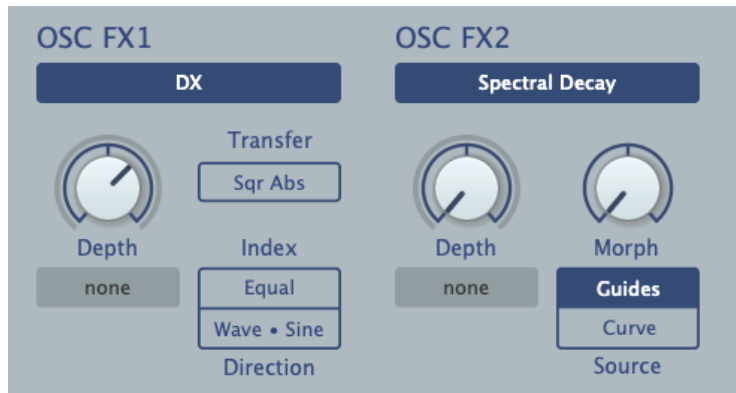 OSC FX1
DX
Transfer
Sqr Abs
Depth
Index
none
Equal
Wave • Sine
Direction
OSC FX2
Spectral Decay
Depth
Morph
none
Guides
Curve
Source